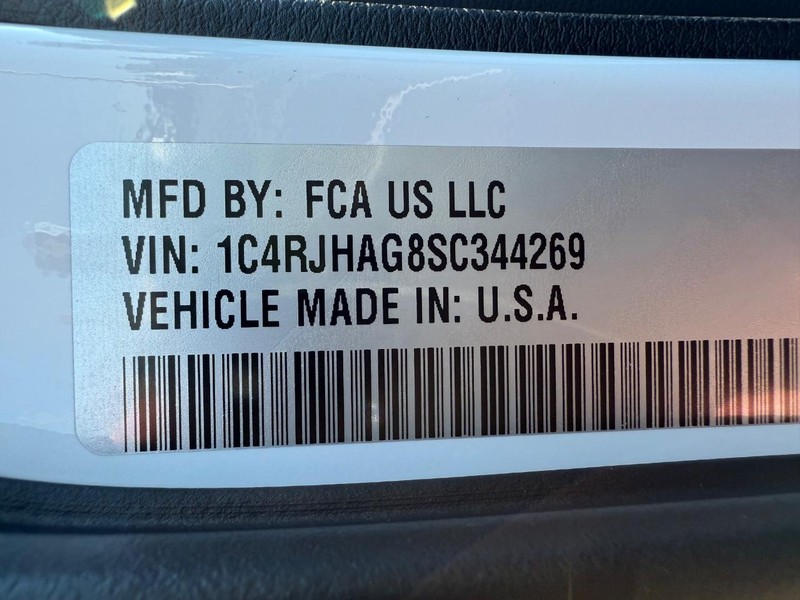 MFD BY: FCA US LLC
VIN: 1C4RJHAG8SC344269
VEHICLE MADE IN: U.S.A.